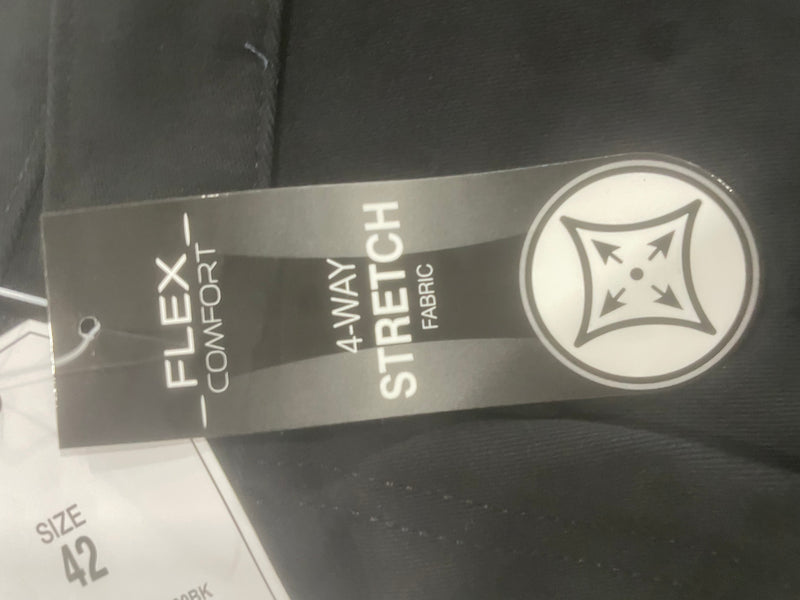 FLEX
COMFORT
4-WAY
STRETCH
FABRIC
SIZE
42